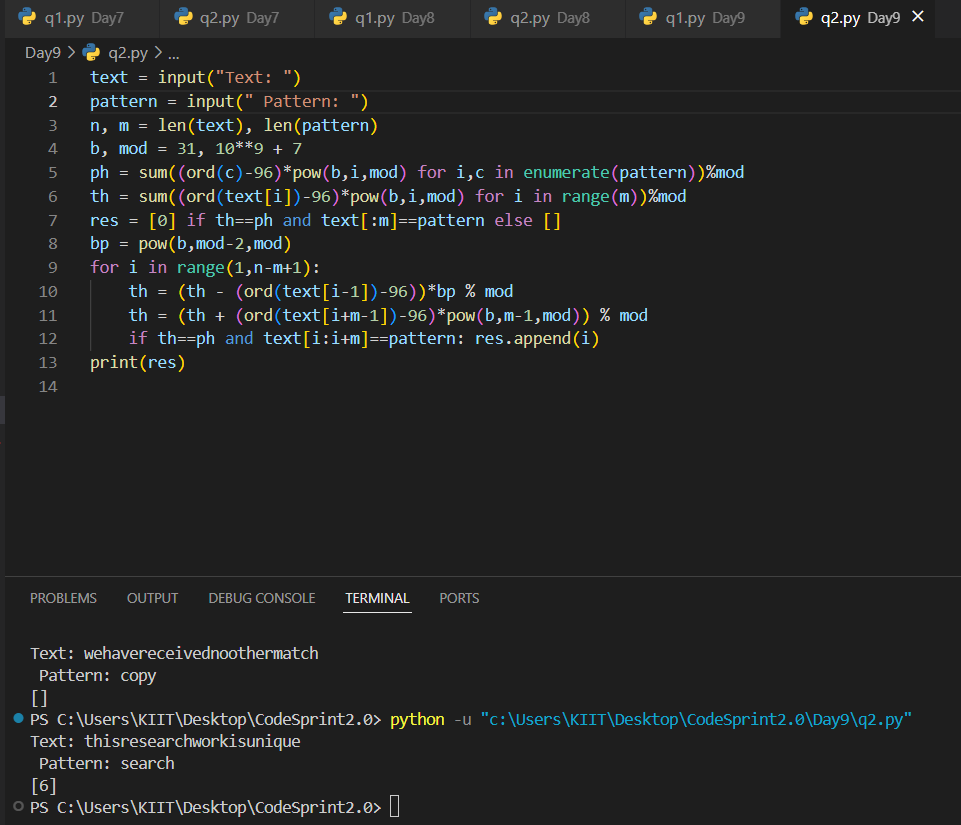 q1.py Day7 q2.py Day7 q1.py Day8 q2.py Day8 q1.py Day9 q2.py Day9 ×
Day9 > q2.py > ...
1 text = input("Text: ")
2 pattern = input(" Pattern: ")
3 n, m = len(text), len(pattern)
4 b, mod = 31, 10**9 + 7
5 ph = sum((ord(c)-96)*pow(b,i,mod) for i,c in enumerate(pattern))%mod
6 th = sum((ord(text[i])-96)*pow(b,i,mod) for i in range(m))%mod
7 res = [0] if th==ph and text[:m]==pattern else []
8 bp = pow(b,mod-2,mod)
9 for i in range(1,n-m+1):
10     th = (th - (ord(text[i-1])-96))*bp % mod
11     th = (th + (ord(text[i+m-1])-96)*pow(b,m-1,mod)) % mod
12     if th==ph and text[i:i+m]==pattern: res.append(i)
13 print(res)
14
PROBLEMS OUTPUT DEBUG CONSOLE TERMINAL PORTS
Text: wehavereceivednoothermatch
 Pattern: copy
[]
PS C:\Users\KIIT\Desktop\CodeSprint2.0> python -u "c:\Users\KIIT\Desktop\CodeSprint2.0\Day9\q2.py"
Text: thisresearchworkisunique
 Pattern: search
[6]
PS C:\Users\KIIT\Desktop\CodeSprint2.0>